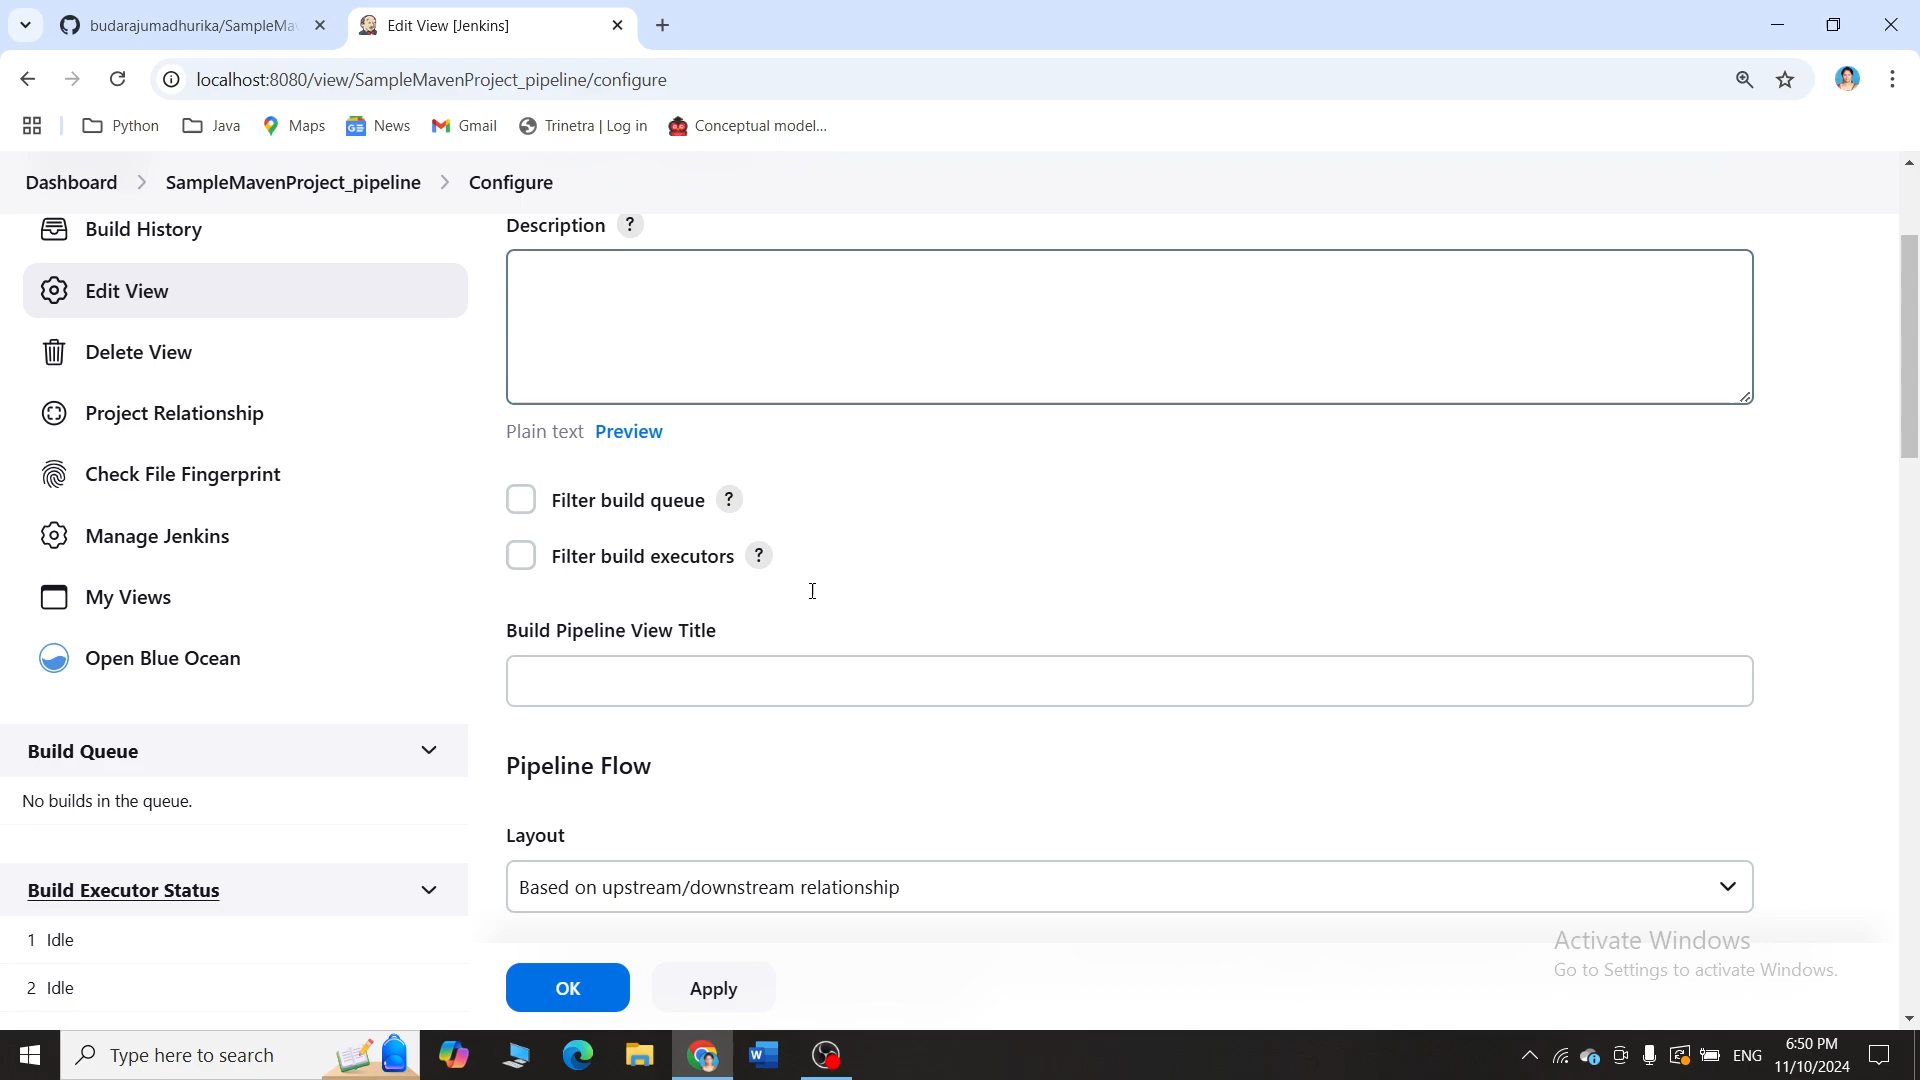 budarajumadhurika/SampleMa
Edit View [Jenkins]
localhost:8080/view/SampleMavenProject_pipeline/configure
Python
Java
Maps
News
Gmail
Trinetra | Log in
Conceptual model...
Dashboard
SampleMavenProject_pipeline
Configure
Build History
Edit View
Delete View
Project Relationship
Check File Fingerprint
Manage Jenkins
My Views
Open Blue Ocean
Build Queue
No builds in the queue.
Build Executor Status
1 Idle
2 Idle
Description ?
Plain text Preview
Filter build queue ?
Filter build executors ?
Build Pipeline View Title
Pipeline Flow
Layout
Based on upstream/downstream relationship
OK
Apply
Activate Windows
Go to Settings to activate Windows.
Type here to search
ENG
6:50 PM
11/10/2024